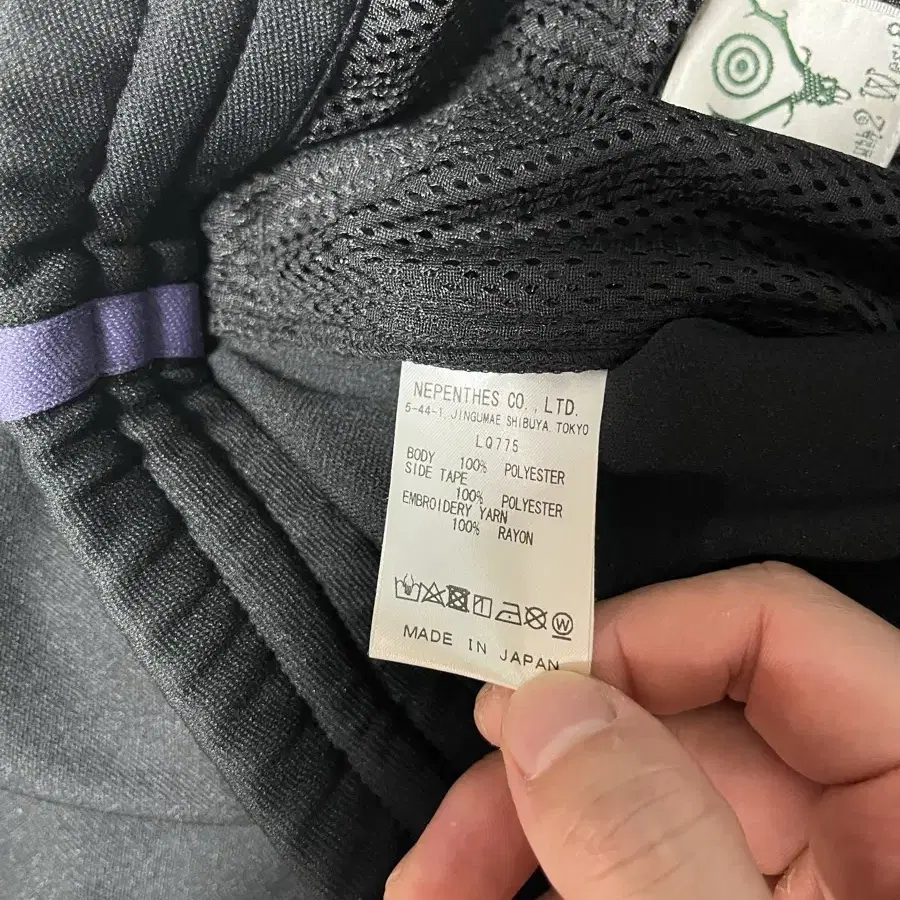 NEPENTHES CO., LTD.
5-44-1, JINGUMAE SHIBUYA TOKYO
LQ775
BODY 100% POLYESTER
SIDE TAPE
100% POLYESTER
EMBROIDERY YARN
100% RAYON
W
MADE IN JAPAN